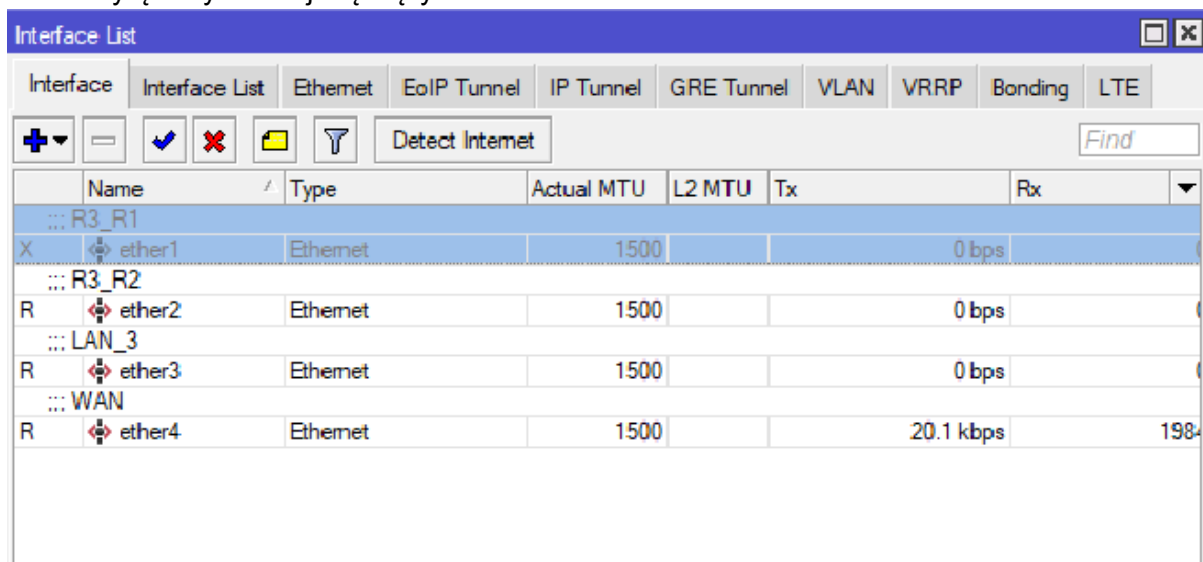 Interface List
Interface Interface List Ethernet EoIP Tunnel IP Tunnel GRE Tunnel VLAN VRRP Bonding LTE
Detect Internet Find
Name Type Actual MTU L2 MTU Tx Rx
;;; R3_R1
X ether1 Ethernet 1500 0 bps
;;; R3_R2
R ether2 Ethernet 1500 0 bps
;;; LAN_3
R ether3 Ethernet 1500 0 bps
;;; WAN
R ether4 Ethernet 1500 20.1 kbps 1984